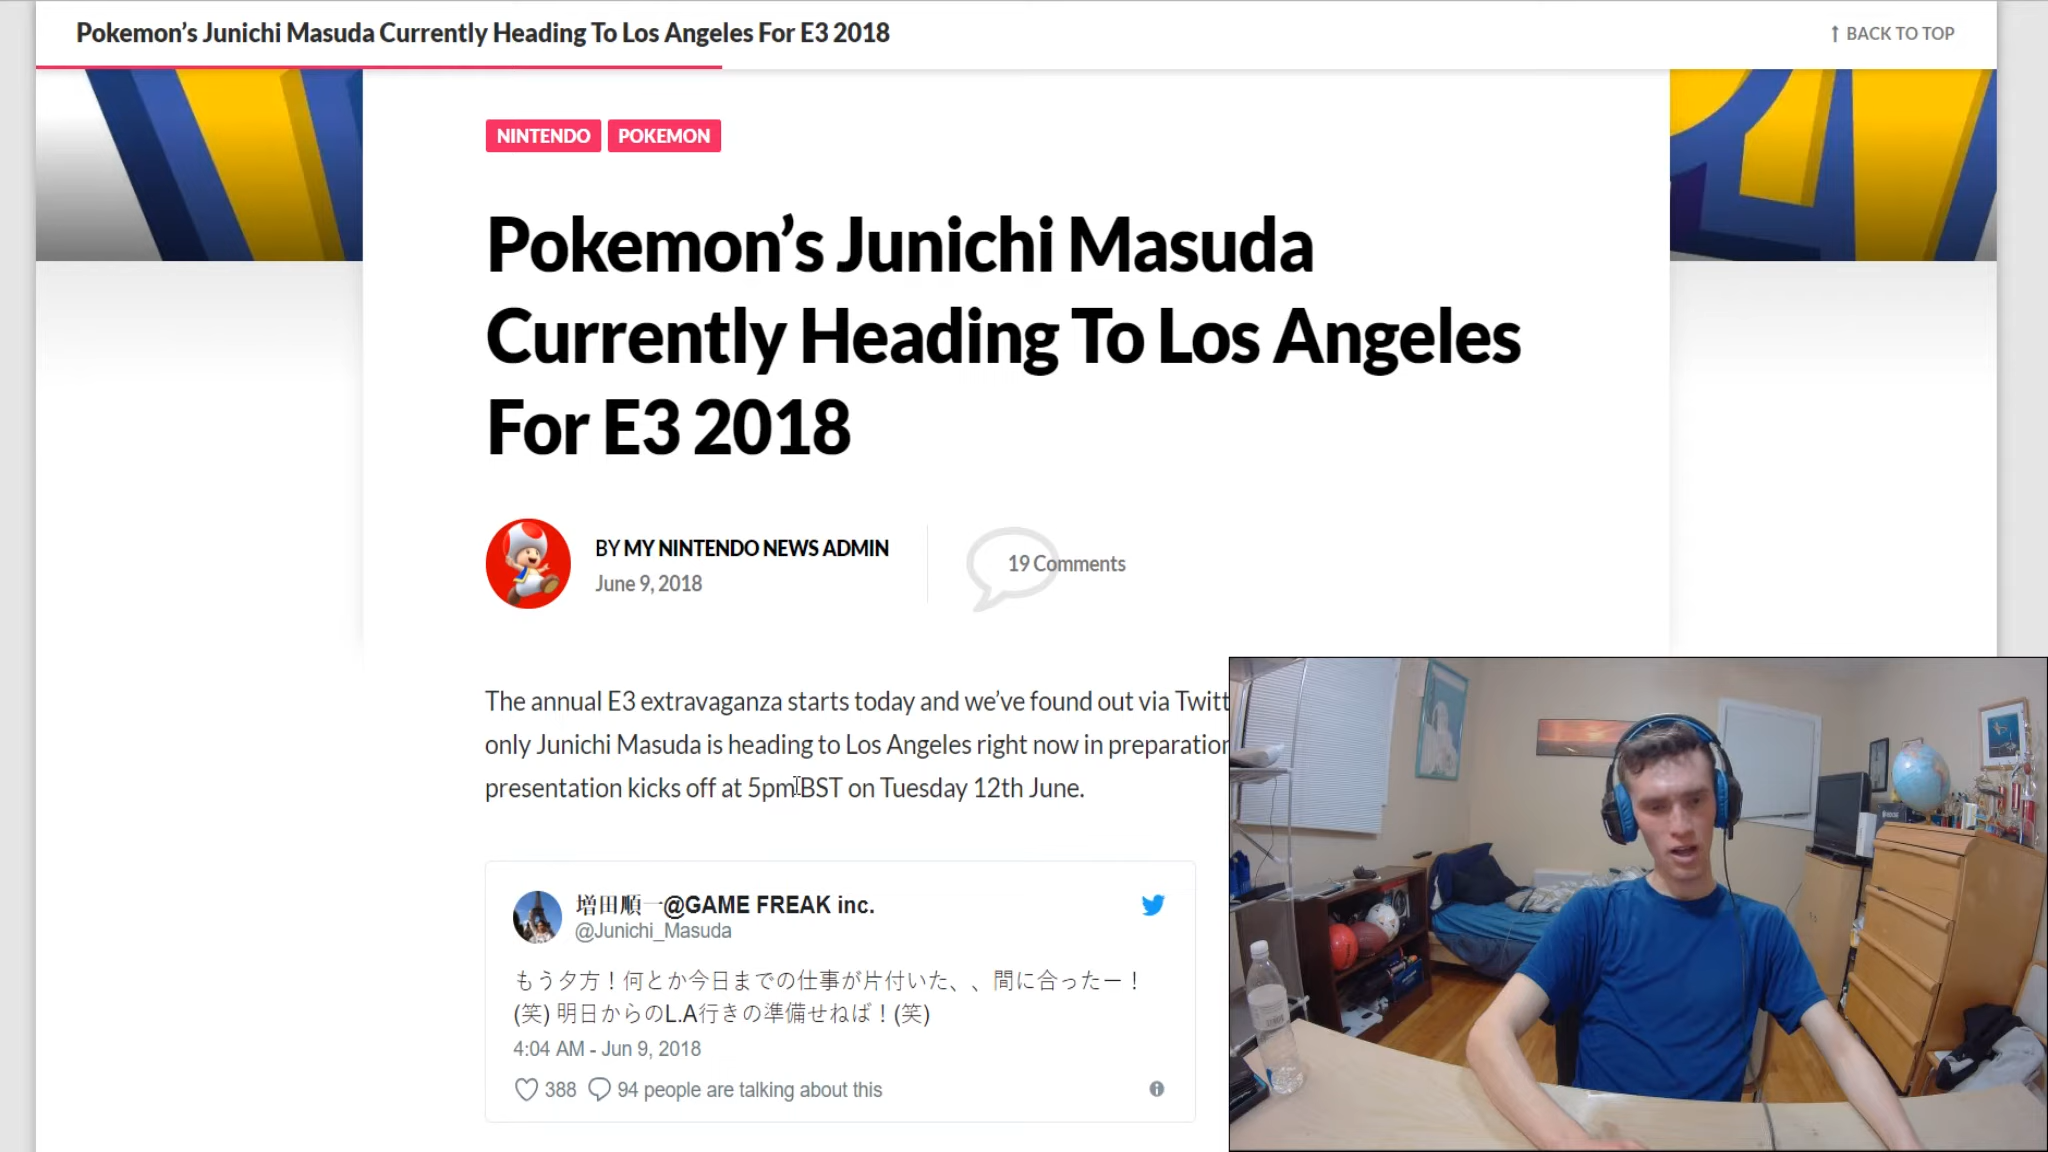 Pokemon’s Junichi Masuda Currently Heading To Los Angeles For E3 2018
↑ BACK TO TOP
NINTENDO
POKEMON
Pokemon’s Junichi Masuda
Currently Heading To Los Angeles
For E3 2018
BY MY NINTENDO NEWS ADMIN
June 9, 2018
19 Comments
The annual E3 extravaganza starts today and we’ve found out via Twitt
only Junichi Masuda is heading to Los Angeles right now in preparation
presentation kicks off at 5pm BST on Tuesday 12th June.
増田順一@GAME FREAK inc.
@Junichi_Masuda
もう夕方！何とか今日までの仕事が片付いた、、間に合ったー！
(笑) 明日からのL.A行きの準備せねば！(笑)
4:04 AM - Jun 9, 2018
388
94 people are talking about this